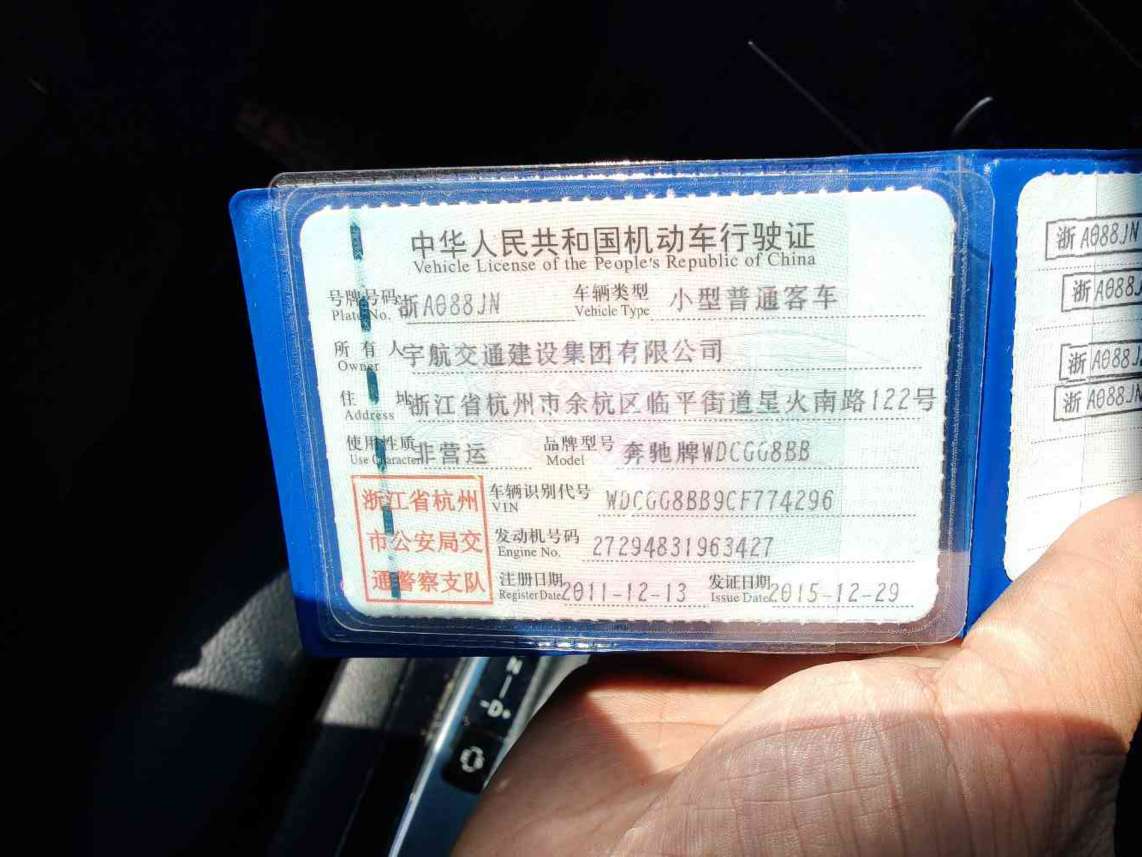 中华人民共和国机动车行驶证
Vehicle License of the People's Republic of China
号牌号码 浙A088JN 车辆类型 小型普通客车
Plate No. Vehicle Type
所有人 宇航交通建设集团有限公司
Owner
住址 浙江省杭州市余杭区临平街道星火南路122号
Address
使用性质 非营运 品牌型号 奔驰牌WDCGG8BB
Use Character Model
浙江省杭州
市公安局交
通警察支队
车辆识别代号 WDCGG8BB9CF774296
VIN
发动机号码 27294831963427
Engine No.
注册日期 2011-12-13 发证日期 2015-12-29
Register Date Issue Date
浙A088JN
浙A088J
浙A088J
浙A088JN
N
D